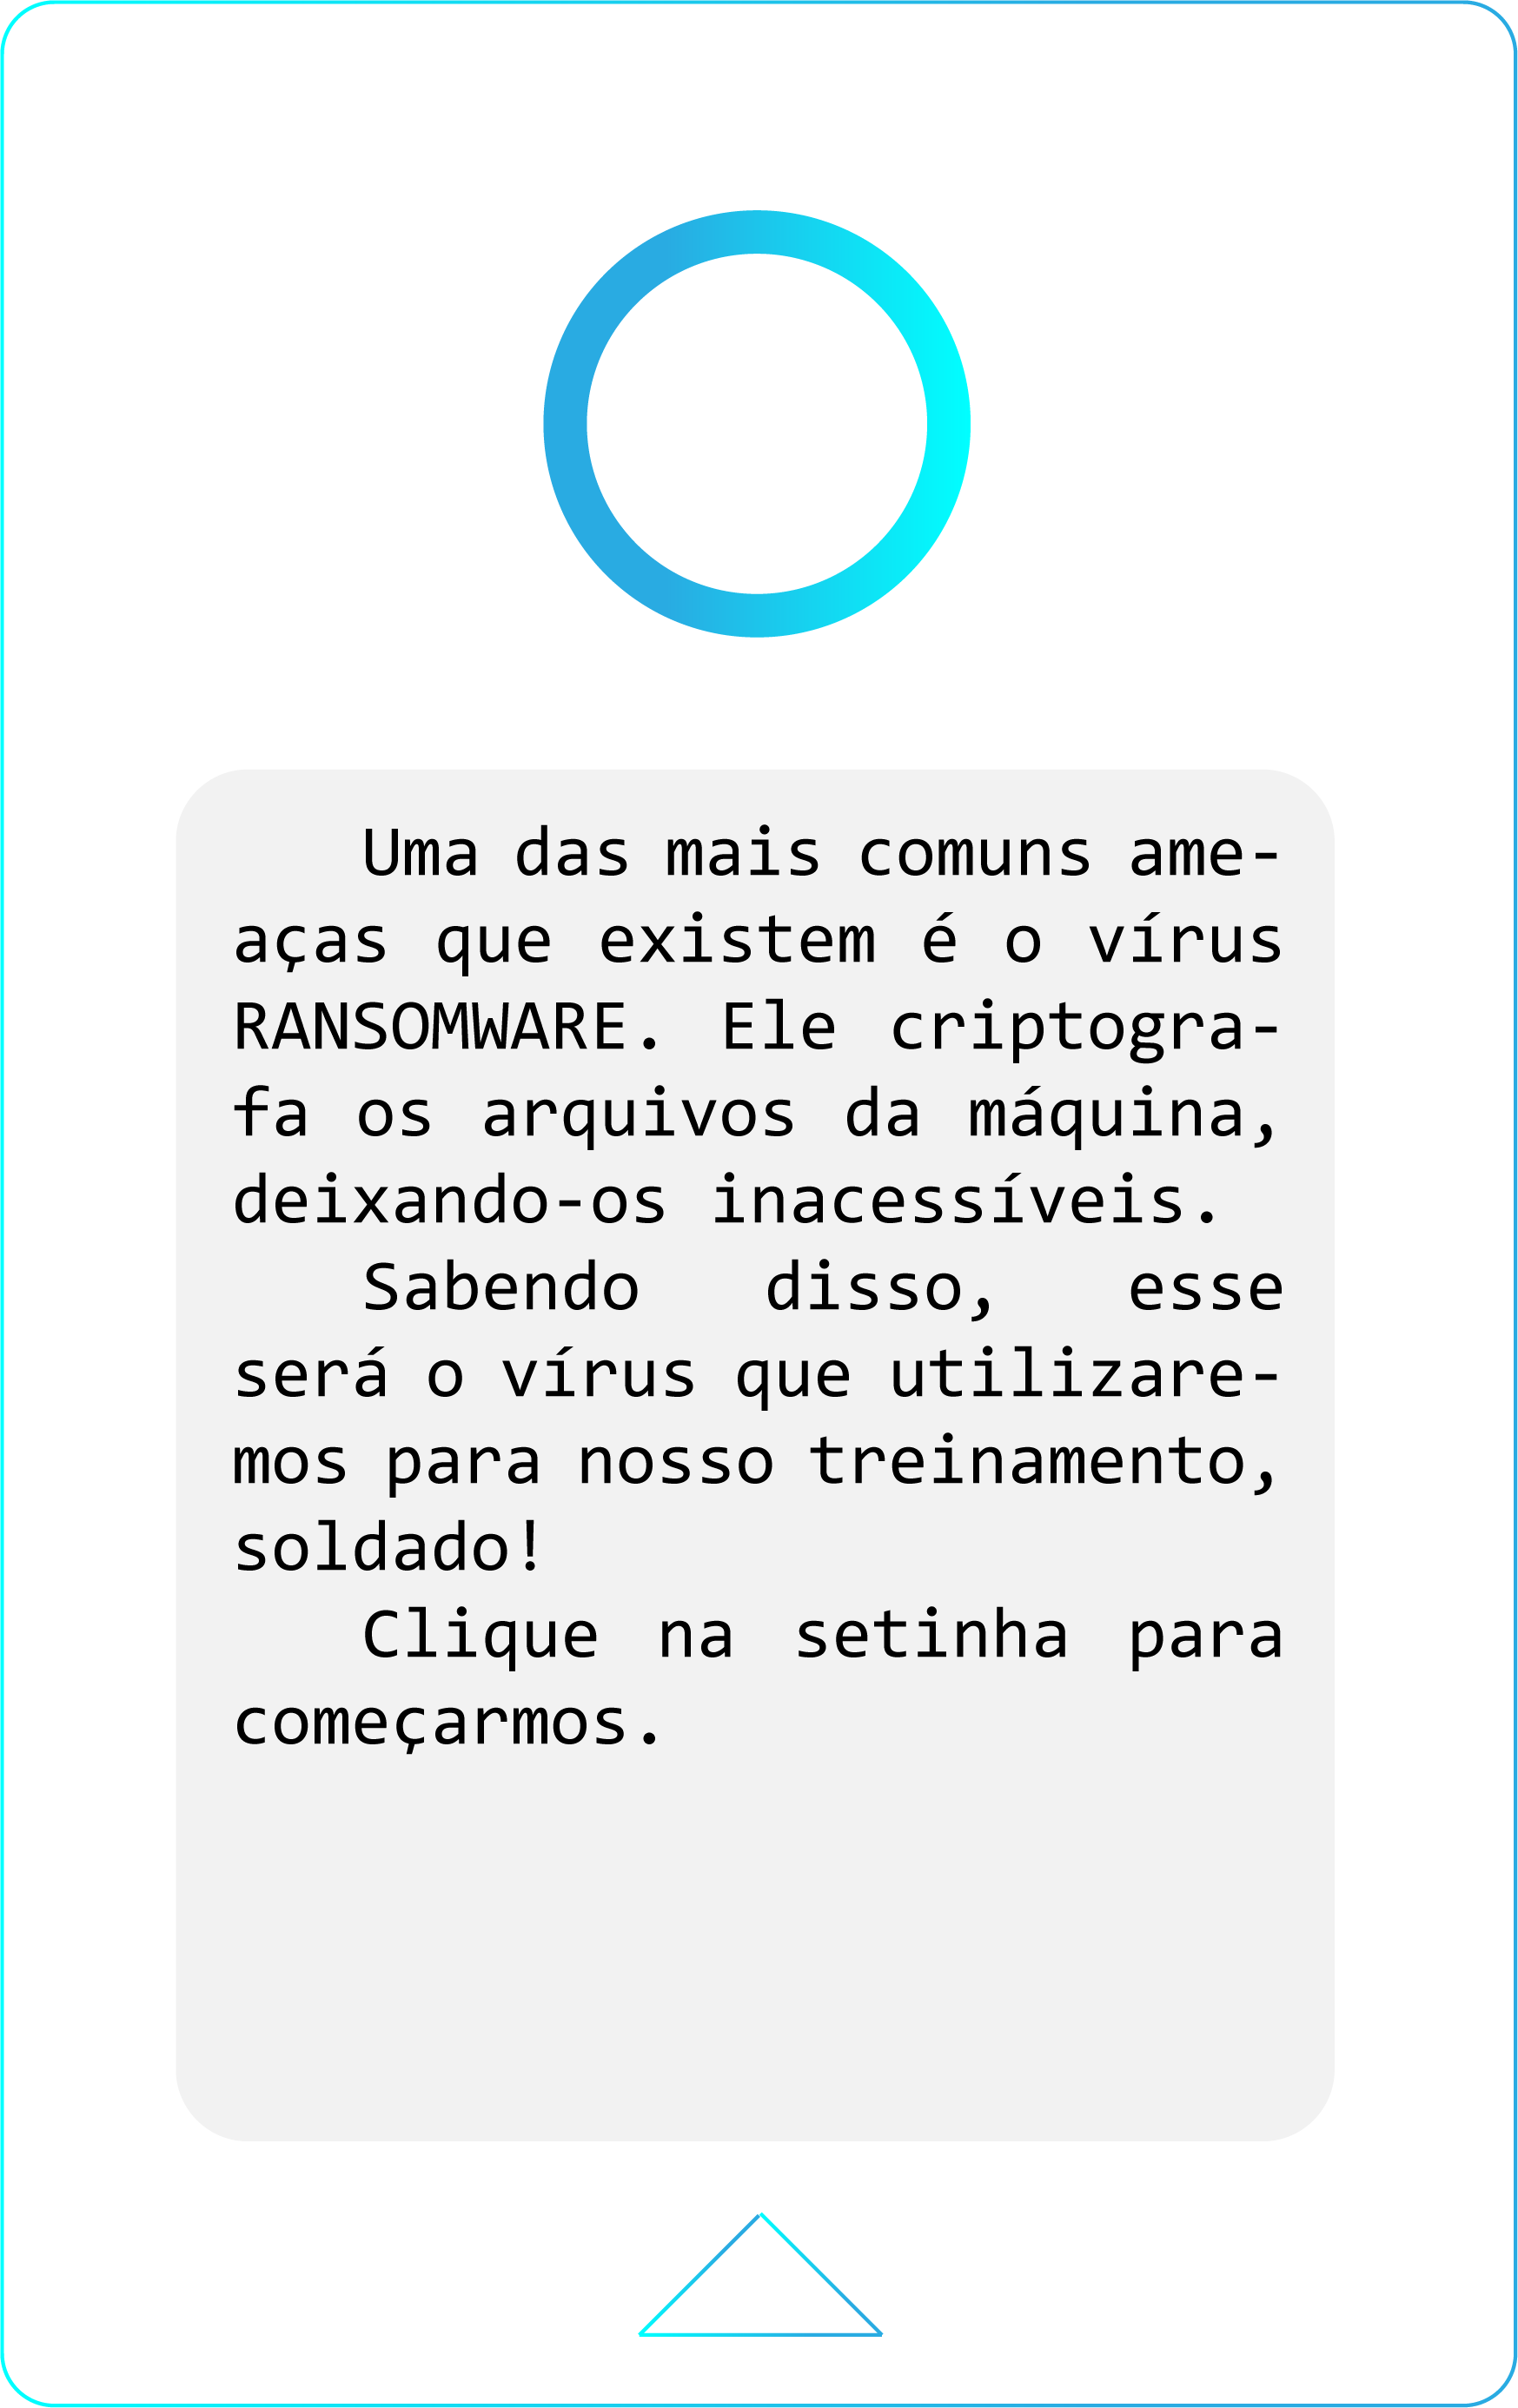 Uma das mais comuns ame-
aças que existem é o vírus
RANSOMWARE. Ele criptogra-
fa os arquivos da máquina,
deixando-os inacessíveis.
Sabendo disso, esse
será o vírus que utilizare-
mos para nosso treinamento,
soldado!
Clique na setinha para
começarmos.